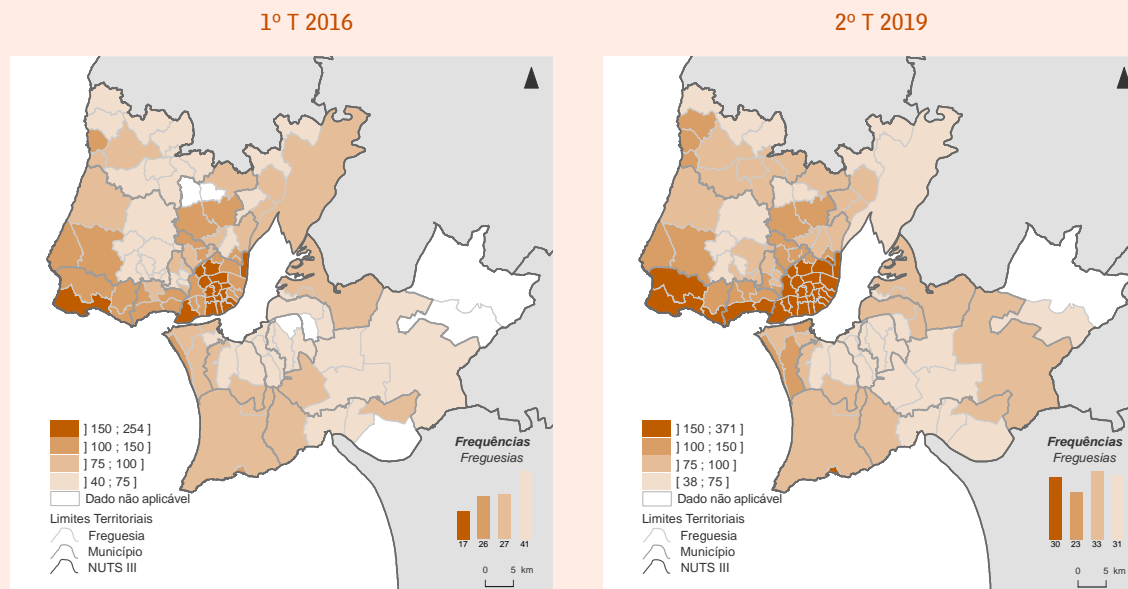 1º T 2016
] 150 ; 254 ]
] 100 ; 150 ]
] 75 ; 100 ]
[ 40 ; 75 ]
Dado não aplicável
Limites Territoriais
Freguesia
Município
NUTS III
Frequências
Freguesias
17 26 27 41
0 5 km
2º T 2019
] 150 ; 371 ]
] 100 ; 150 ]
] 75 ; 100 ]
[ 38 ; 75 ]
Dado não aplicável
Limites Territoriais
Freguesia
Município
NUTS III
Frequências
Freguesias
30 23 33 31
0 5 km